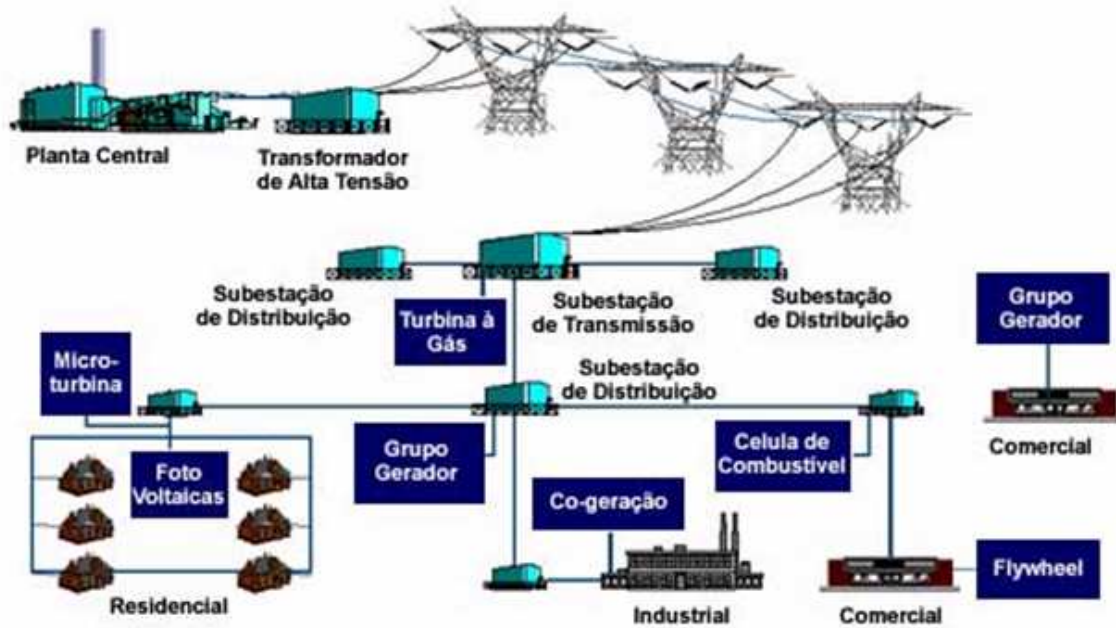 Planta Central
Transformador
de Alta Tensão
Subestação
de Distribuição
Turbina à
Gás
Subestação
de Transmissão
Subestação
de Distribuição
Grupo
Gerador
Micro-
turbina
Subestação
de Distribuição
Foto
Voltaicas
Grupo
Gerador
Celula de
Combustível
Comercial
Co-geração
Residencial
Industrial
Comercial
Flywheel